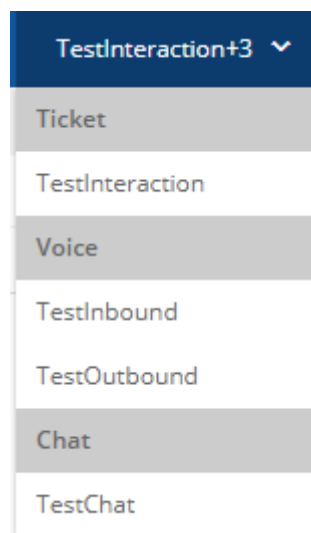 TestInteraction+3
Ticket
TestInteraction
Voice
TestInbound
TestOutbound
Chat
TestChat